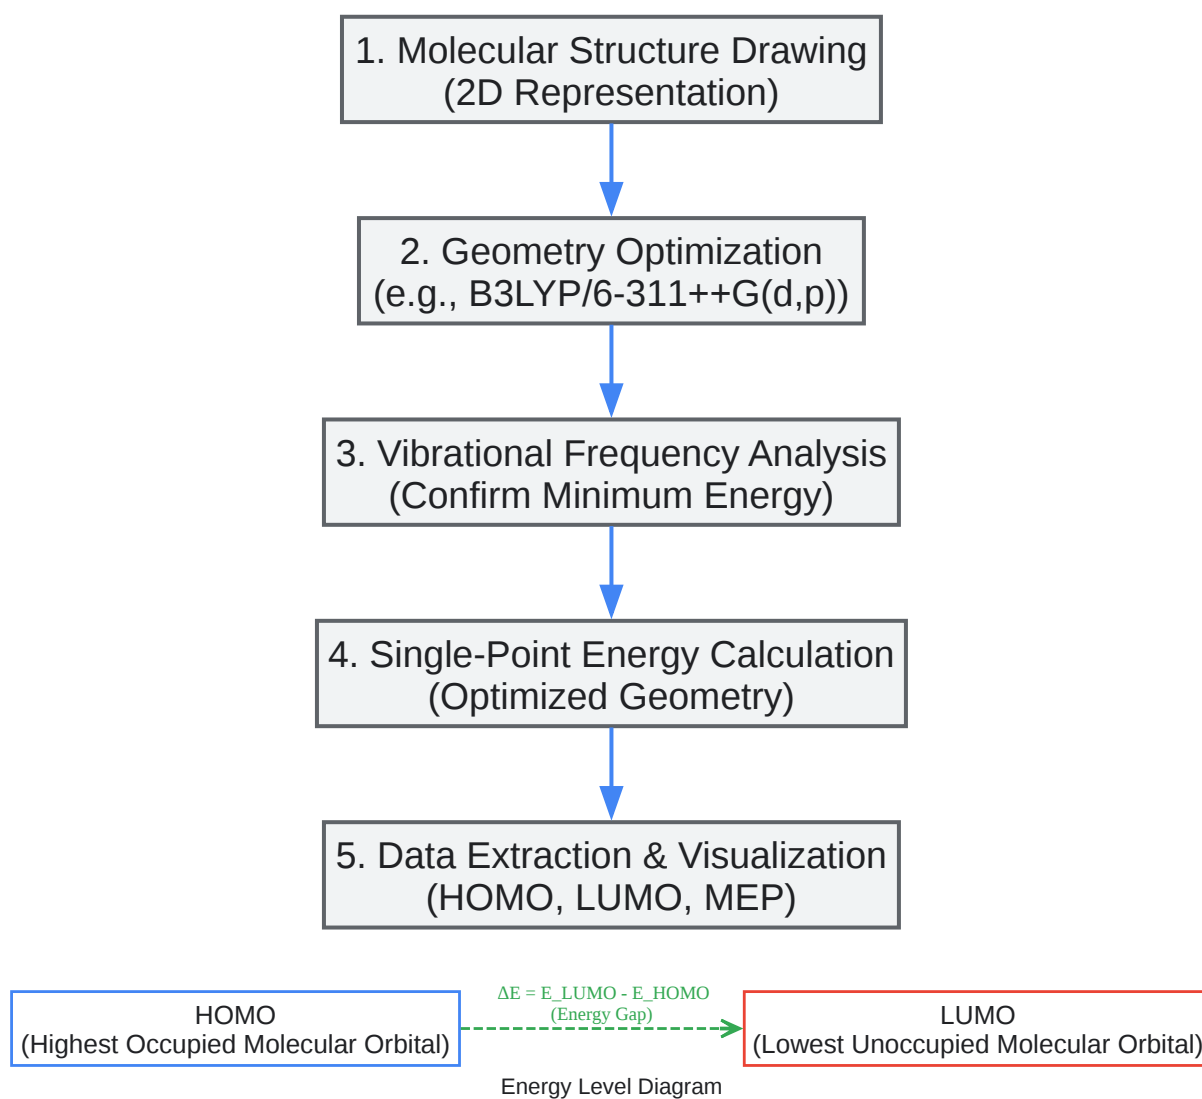 1. Molecular Structure Drawing
(2D Representation)
2. Geometry Optimization
(e.g., B3LYP/6-311++G(d,p))
3. Vibrational Frequency Analysis
(Confirm Minimum Energy)
4. Single-Point Energy Calculation
(Optimized Geometry)
5. Data Extraction & Visualization
(HOMO, LUMO, MEP)
HOMO
(Highest Occupied Molecular Orbital)
ΔE = E_LUMO - E_HOMO
(Energy Gap)
LUMO
(Lowest Unoccupied Molecular Orbital)
Energy Level Diagram